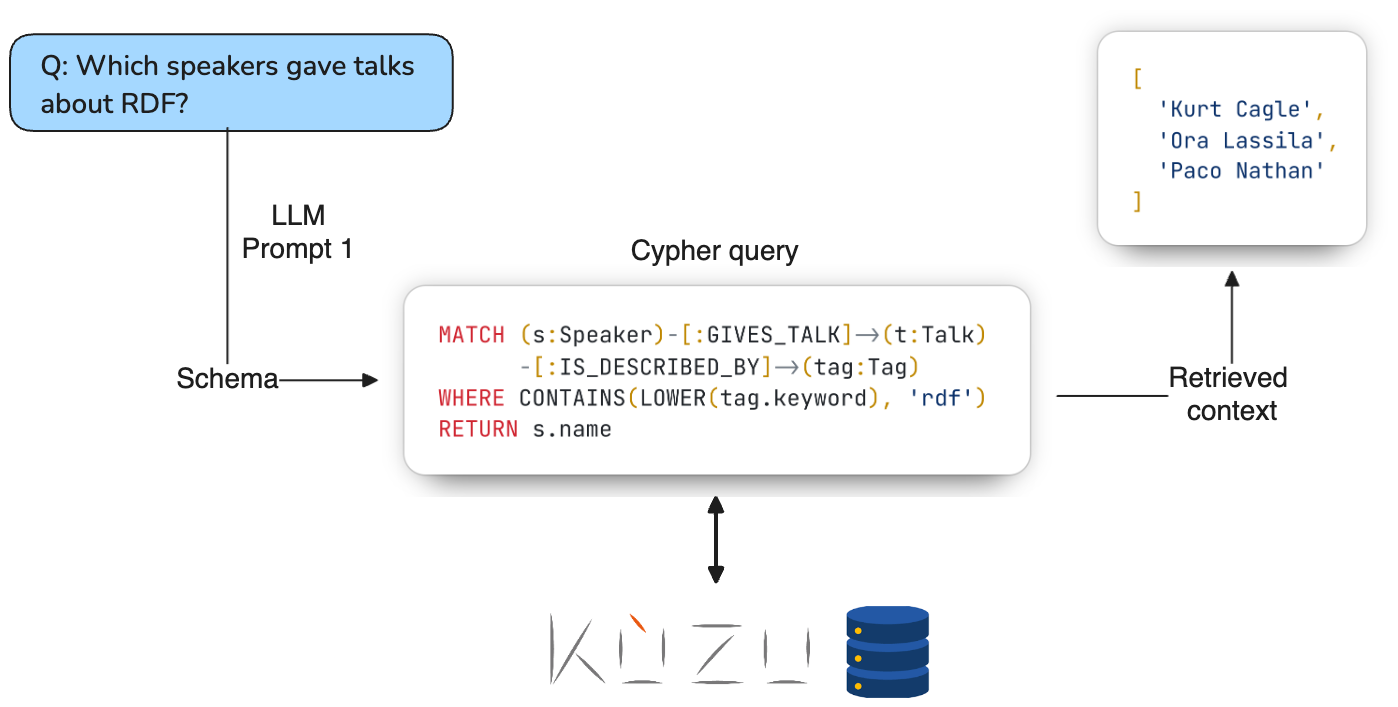 Q: Which speakers gave talks
about RDF?
LLM
Prompt 1
Schema
Cypher query
MATCH (s:Speaker)-[:GIVES_TALK]→(t:Talk)
-[:IS_DESCRIBED_BY]→(tag:Tag)
WHERE CONTAINS(LOWER(tag.keyword), 'rdf')
RETURN s.name
KÙZU
Retrieved
context
[
'Kurt Cagle',
'Ora Lassila',
'Paco Nathan'
]